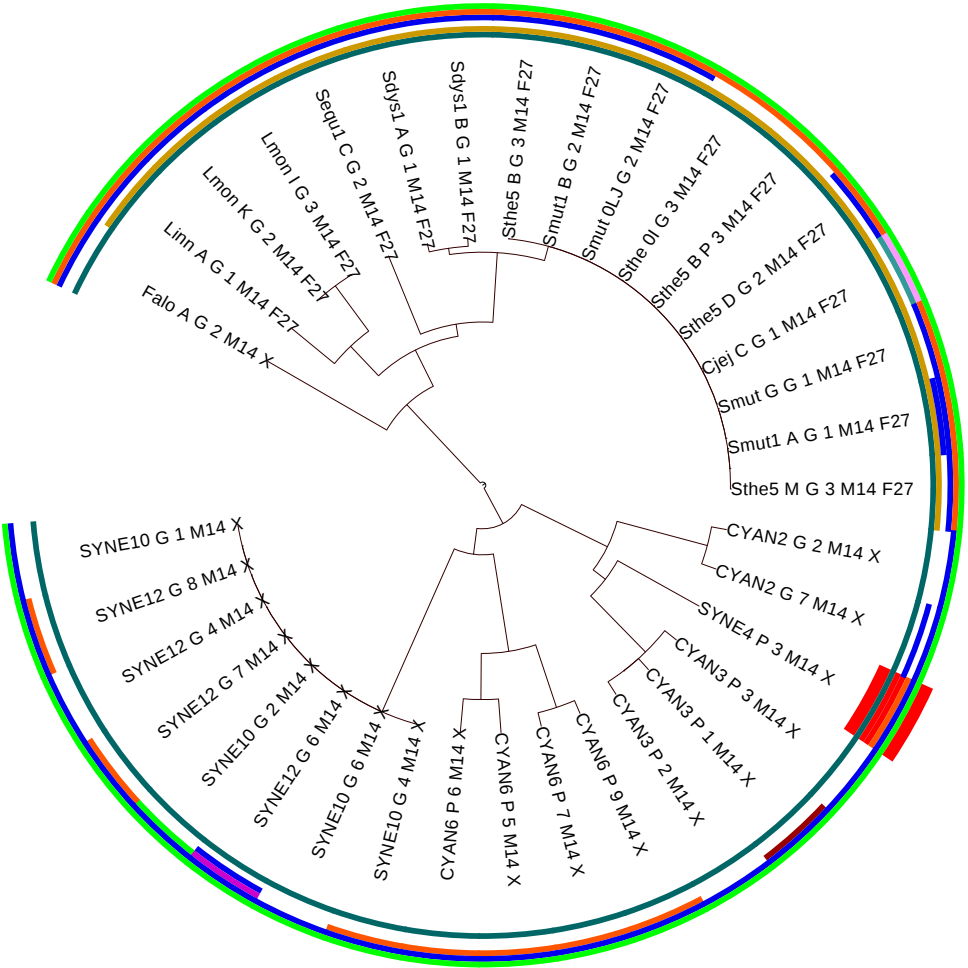 Falo A G 2 M14 X
Linn A G 1 M14 F27
Lmon K G 2 M14 F27
Lmon I G 3 M14 F27
Sequ1 C G 2 M14 F27
Sdys1 A G 1 M14 F27
Sdys1 B G 1 M14 F27
Sthe5 B G 3 M14 F27
Smut1 B G 2 M14 F27
Smut 0LJ G 2 M14 F27
Sthe 0I G 3 M14 F27
Sthe5 B P 3 M14 F27
Sthe5 D G 2 M14 F27
Cjej C G 1 M14 F27
Smut G G 1 M14 F27
Smut1 A G 1 M14 F27
Sthe5 M G 3 M14 F27
CYAN2 G 2 M14 X
CYAN2 G 7 M14 X
SYNE4 P 3 M14 X
CYAN3 P 3 M14 X
CYAN3 P 1 M14 X
CYAN3 P 2 M14 X
CYAN6 P 9 M14 X
CYAN6 P 7 M14 X
CYAN6 P 5 M14 X
CYAN6 P 6 M14 X
SYNE10 G 4 M14 X
SYNE10 G 6 M14 X
SYNE12 G 6 M14 X
SYNE10 G 2 M14 X
SYNE12 G 7 M14 X
SYNE12 G 4 M14 X
SYNE12 G 8 M14 X
SYNE10 G 1 M14 X